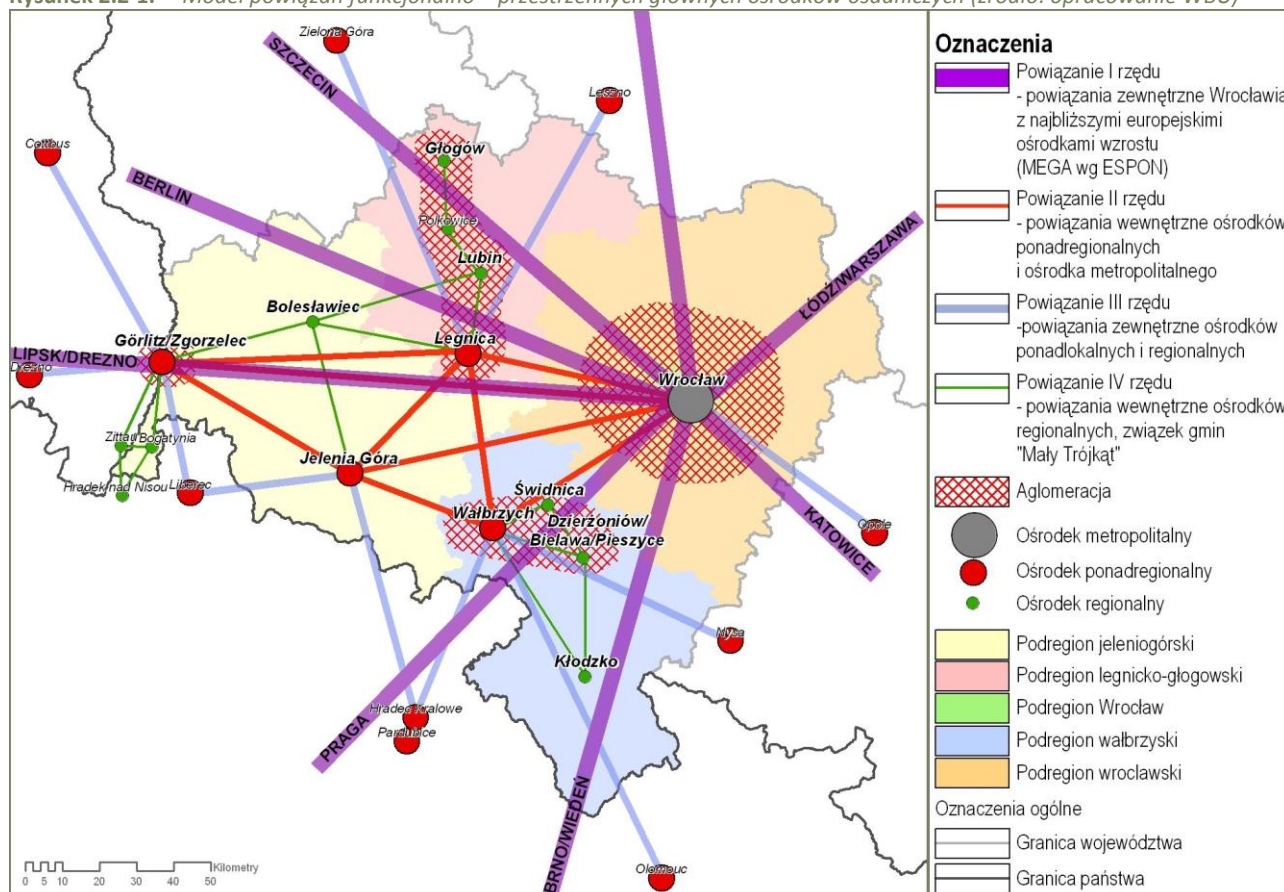 Rysunek 2.2-1. Model powiązań funkcjonalno – przestrzennych głównych ośrodków osadniczych (źródło: opracowanie WBU)
Zielona Góra
SZCZECIN
Leszno
Cottbus
Głogów
BERLIN
Polkowice
ŁÓDŹ/WARSZAWA
Lubin
Bolesławiec
Görlitz/Zgorzelec
Legnica
LIPSK/DREZNO
Drezno
Wrocław
Zittau
Bogatynia
Jelenia Góra
Hradek nad Nisou
Liberec
Świdnica
Wałbrzych
Dzierżoniów/
Bielawa/Pieszyce
KATOWICE
Opole
Nysa
Kłodzko
Hradec Kralowe
Pardubice
PRAGA
BRNO/WIEDEŃ
Olomouc
Kilometry
0 5 10 20 30 40 50
Oznaczenia
Powiązanie I rzędu
- powiązania zewnętrzne Wrocławia
z najbliższymi europejskimi
ośrodkami wzrostu
(MEGA wg ESPON)
Powiązanie II rzędu
- powiązania wewnętrzne ośrodków
ponadregionalnych
i ośrodka metropolitalnego
Powiązanie III rzędu
-powiązania zewnętrzne ośrodków
ponadlokalnych i regionalnych
Powiązanie IV rzędu
- powiązania wewnętrzne ośrodków
regionalnych, związek gmin
"Mały Trójkąt"
Aglomeracja
Ośrodek metropolitalny
Ośrodek ponadregionalny
Ośrodek regionalny
Podregion jeleniogórski
Podregion legnicko-głogowski
Podregion Wrocław
Podregion wałbrzyski
Podregion wrocławski
Oznaczenia ogólne
Granica województwa
Granica państwa